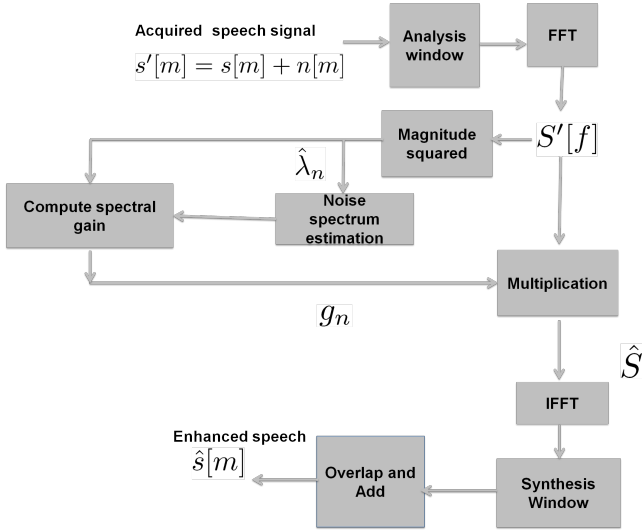 Acquired speech signal
s′[m] = s[m] + n[m]
Analysis
window
FFT
S′[f]
Magnitude
squared
λ̂ₙ
Noise
spectrum
estimation
Compute spectral
gain
gₙ
Multiplication
Ŝ
IFFT
Synthesis
Window
Overlap and
Add
Enhanced speech
ŝ[m]